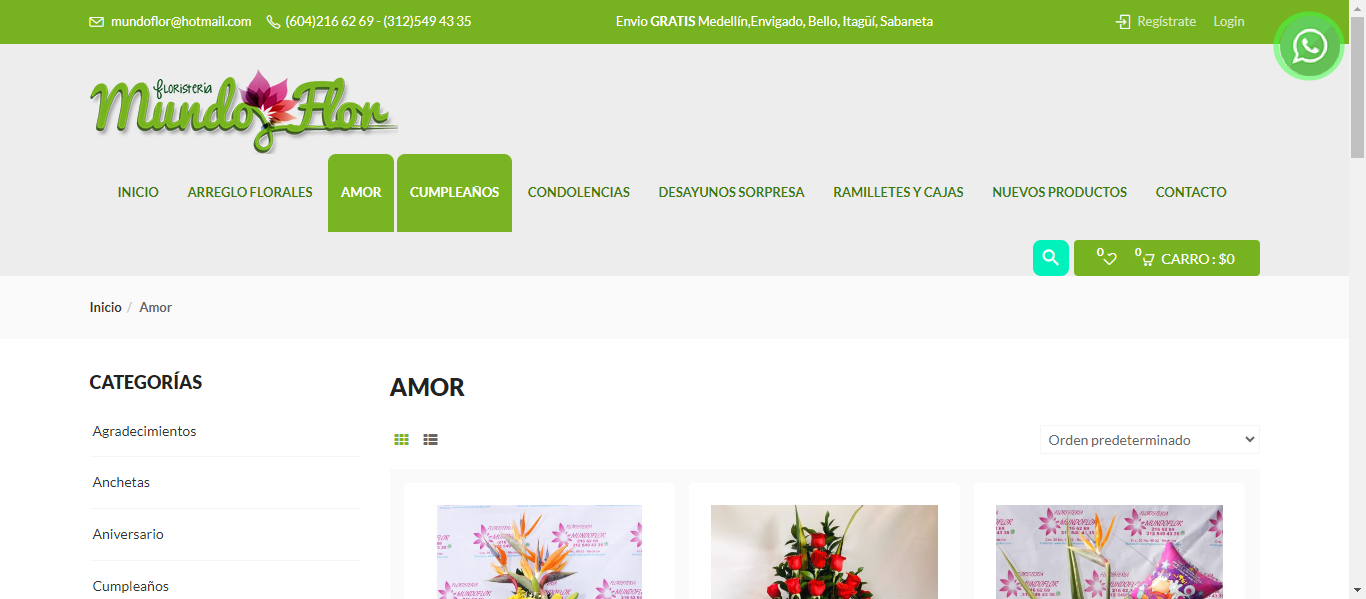 mundoflor@hotmail.com (604)216 62 69 - (312)549 43 35 Envio GRATIS Medellín,Envigado, Bello, Itagüí, Sabaneta Regístrate Login
floristeria
Mundo Flor
INICIO ARREGLO FLORALES AMOR CUMPLEAÑOS CONDOLENCIAS DESAYUNOS SORPRESA RAMILLETES Y CAJAS NUEVOS PRODUCTOS CONTACTO
0 0 CARRO : $0
Inicio / Amor
CATEGORÍAS
Agradecimientos
Anchetas
Aniversario
Cumpleaños
AMOR
Orden predeterminado